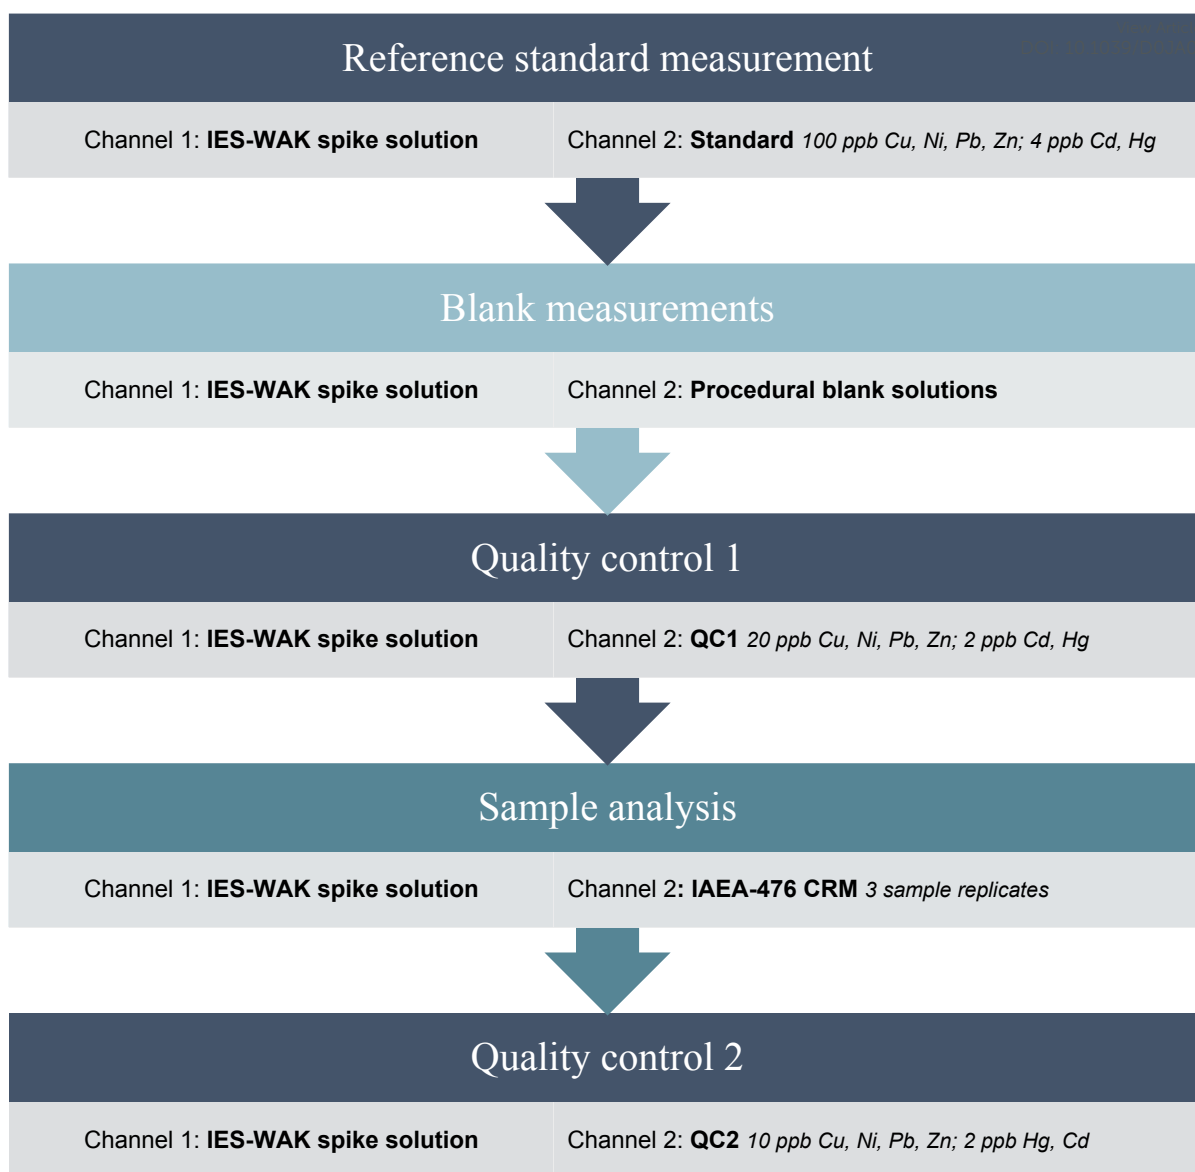 Reference standard measurement
Channel 1: IES-WAK spike solution
Channel 2: Standard 100 ppb Cu, Ni, Pb, Zn; 4 ppb Cd, Hg
Blank measurements
Channel 1: IES-WAK spike solution
Channel 2: Procedural blank solutions
Quality control 1
Channel 1: IES-WAK spike solution
Channel 2: QC1 20 ppb Cu, Ni, Pb, Zn; 2 ppb Cd, Hg
Sample analysis
Channel 1: IES-WAK spike solution
Channel 2: IAEA-476 CRM 3 sample replicates
Quality control 2
Channel 1: IES-WAK spike solution
Channel 2: QC2 10 ppb Cu, Ni, Pb, Zn; 2 ppb Hg, Cd